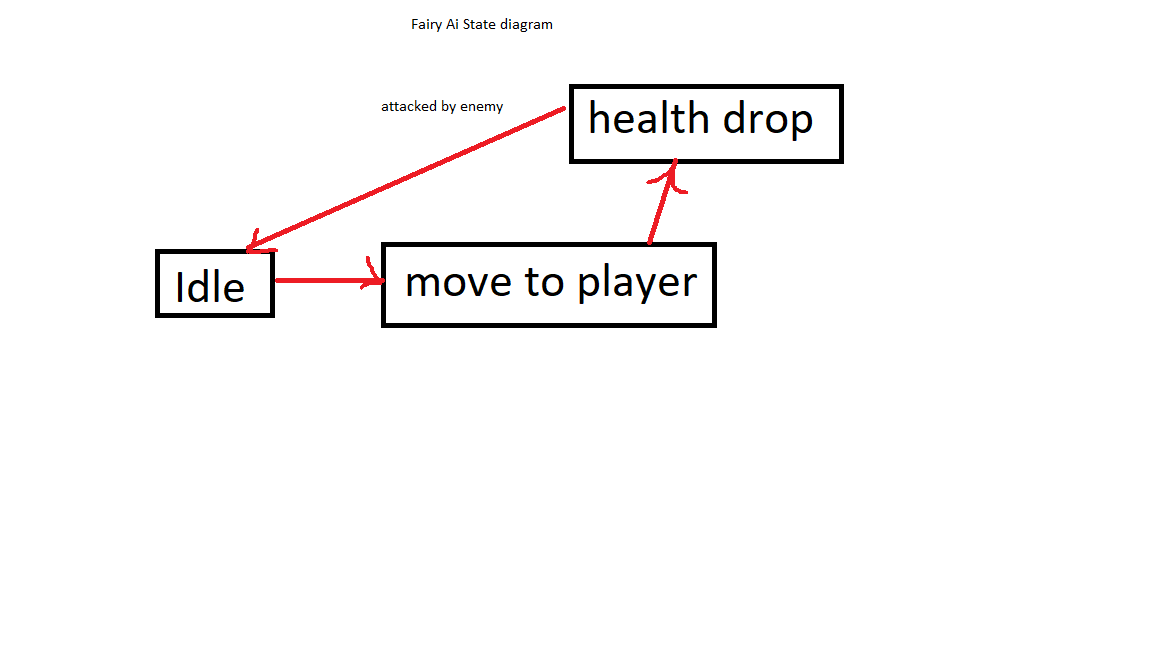 Fairy Ai State diagram
attacked by enemy
health drop
Idle
move to player